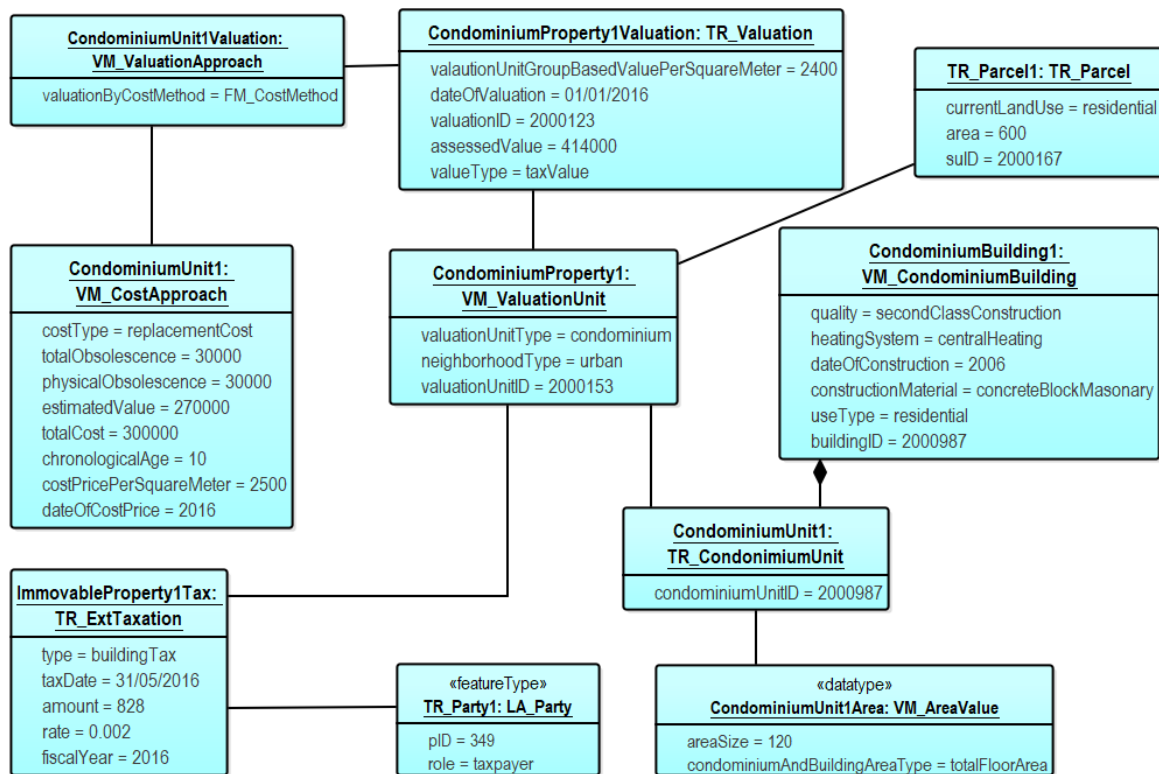 CondominiumUnit1Valuation:
VM_ValuationApproach
valuationByCostMethod = FM_CostMethod
CondominiumProperty1Valuation: TR_Valuation
valautionUnitGroupBasedValuePerSquareMeter = 2400
dateOfValuation = 01/01/2016
valuationID = 2000123
assessedValue = 414000
valueType = taxValue
TR_Parcel1: TR_Parcel
currentLandUse = residential
area = 600
suID = 2000167
CondominiumUnit1:
VM_CostApproach
costType = replacementCost
totalObsolescence = 30000
physicalObsolescence = 30000
estimatedValue = 270000
totalCost = 300000
chronologicalAge = 10
costPricePerSquareMeter = 2500
dateOfCostPrice = 2016
CondominiumProperty1:
VM_ValuationUnit
valuationUnitType = condominium
neighborhoodType = urban
valuationUnitID = 2000153
CondominiumBuilding1:
VM_CondominiumBuilding
quality = secondClassConstruction
heatingSystem = centralHeating
dateOfConstruction = 2006
constructionMaterial = concreteBlockMasonary
useType = residential
buildingID = 2000987
CondominiumUnit1:
TR_CondonimiumUnit
condominiumUnitID = 2000987
ImmovableProperty1Tax:
TR_ExtTaxation
type = buildingTax
taxDate = 31/05/2016
amount = 828
rate = 0.002
fiscalYear = 2016
«featureType»
TR_Party1: LA_Party
pID = 349
role = taxpayer
«datatype»
CondominiumUnit1Area: VM_AreaValue
areaSize = 120
condominiumAndBuildingAreaType = totalFloorArea